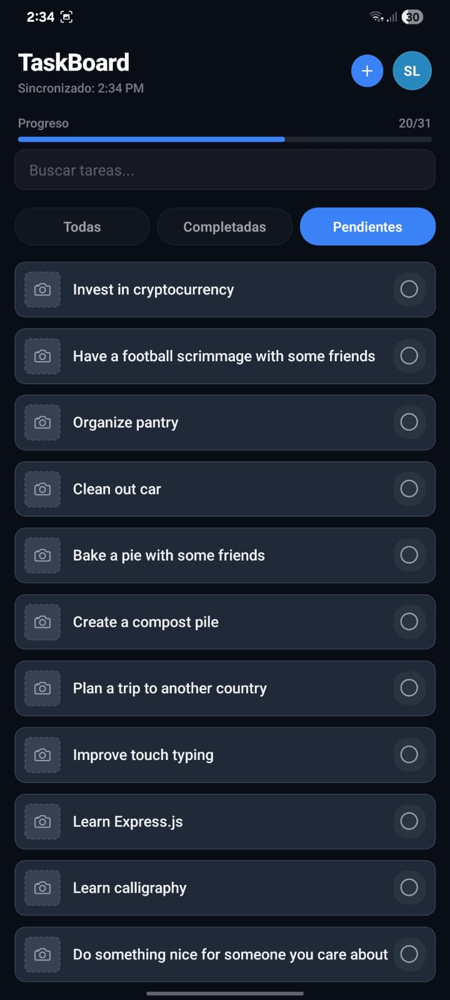 2:34
30
TaskBoard
+
SL
Sincronizado: 2:34 PM
Progreso
20/31
Buscar tareas...
Todas
Completadas
Pendientes
Invest in cryptocurrency
Have a football scrimmage with some friends
Organize pantry
Clean out car
Bake a pie with some friends
Create a compost pile
Plan a trip to another country
Improve touch typing
Learn Express.js
Learn calligraphy
Do something nice for someone you care about